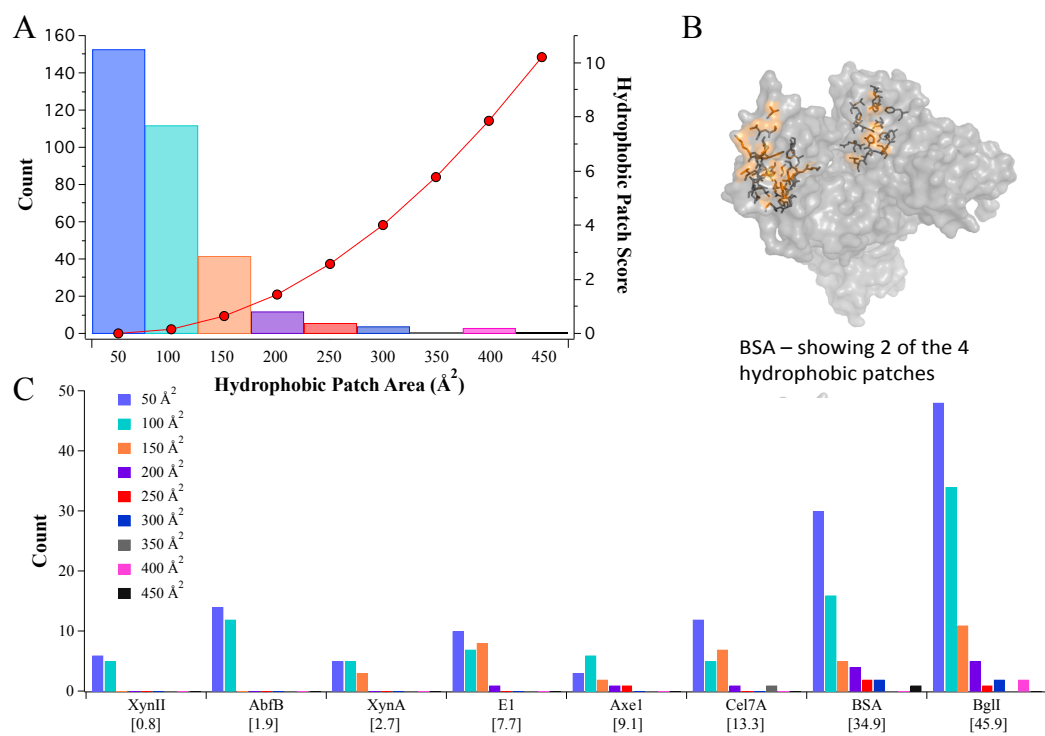 A
160
140
120
100
80
60
40
20
0
Count
10
8
6
4
2
0
Hydrophobic Patch Score
50 100 150 200 250 300 350 400 450
Hydrophobic Patch Area (Å²)
B
BSA – showing 2 of the 4
hydrophobic patches
C
50
40
30
20
10
0
Count
50 Å²
100 Å²
150 Å²
200 Å²
250 Å²
300 Å²
350 Å²
400 Å²
450 Å²
XynII AbfB XynA E1 Axe1 Cel7A BSA BglI
[0.8] [1.9] [2.7] [7.7] [9.1] [13.3] [34.9] [45.9]